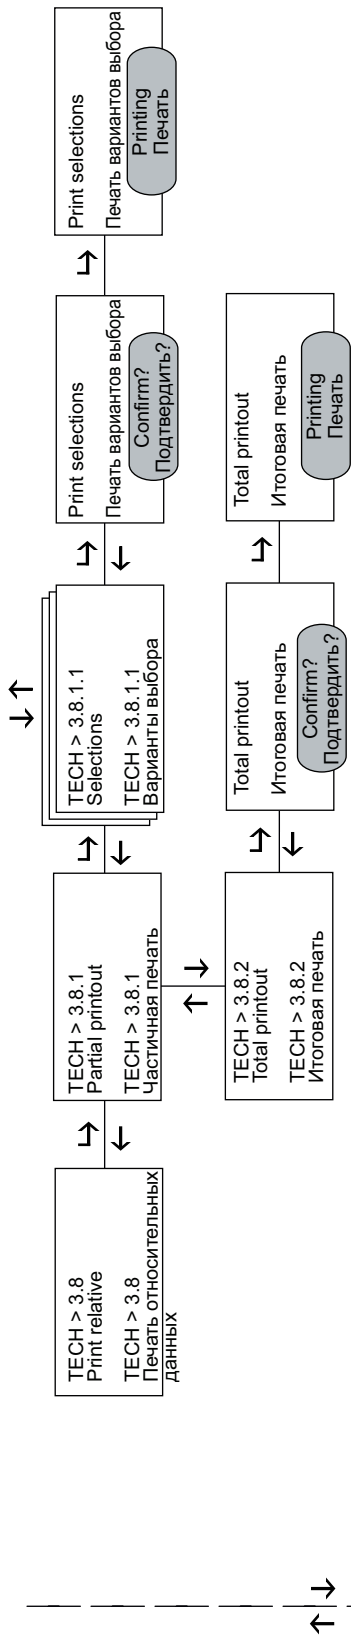 TECH > 3.8
Print relative
TECH > 3.8
Печать относительных
данных
TECH > 3.8.1
Partial printout
TECH > 3.8.1
Частичная печать
TECH > 3.8.1.1
Selections
TECH > 3.8.1.1
Варианты выбора
Print selections
Печать вариантов выбора
Confirm?
Подтвердить?
Print selections
Печать вариантов выбора
Printing
Печать
TECH > 3.8.2
Total printout
TECH > 3.8.2
Итоговая печать
Total printout
Итоговая печать
Confirm?
Подтвердить?
Total printout
Итоговая печать
Printing
Печать